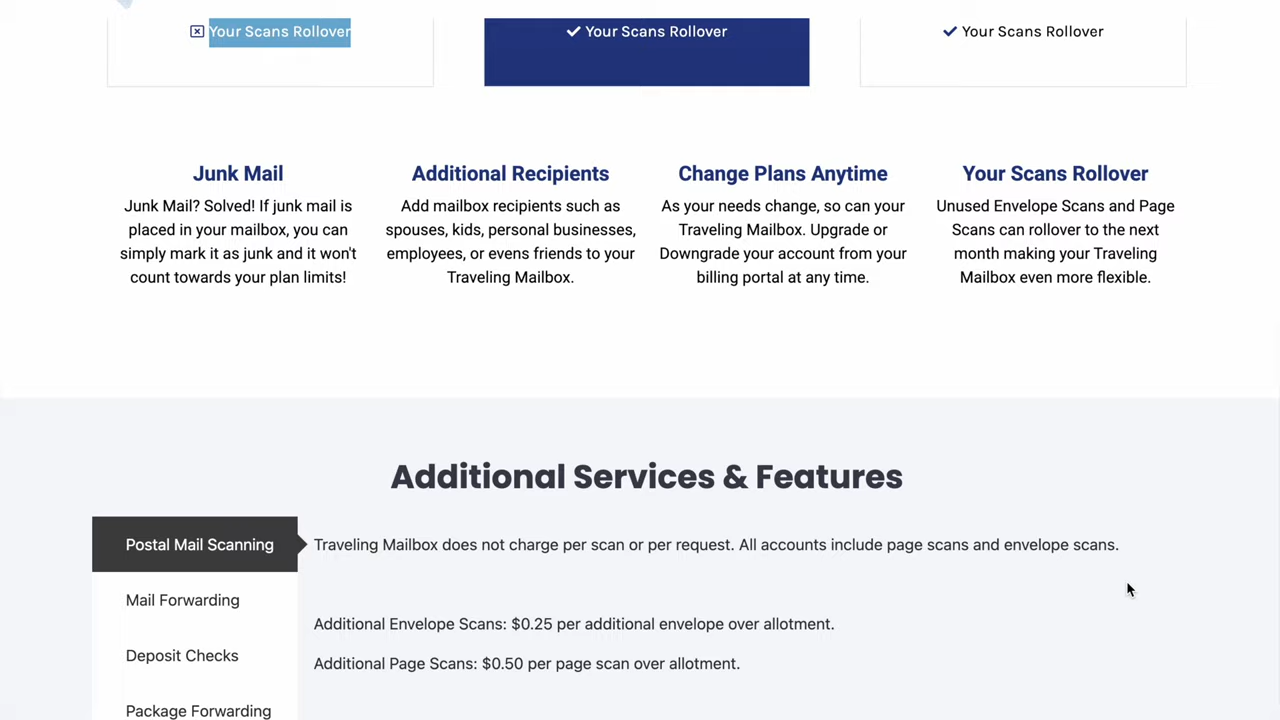 Your Scans Rollover
Your Scans Rollover
Your Scans Rollover
Junk Mail
Junk Mail? Solved! If junk mail is
placed in your mailbox, you can
simply mark it as junk and it won't
count towards your plan limits!
Additional Recipients
Add mailbox recipients such as
spouses, kids, personal businesses,
employees, or evens friends to your
Traveling Mailbox.
Change Plans Anytime
As your needs change, so can your
Traveling Mailbox. Upgrade or
Downgrade your account from your
billing portal at any time.
Your Scans Rollover
Unused Envelope Scans and Page
Scans can rollover to the next
month making your Traveling
Mailbox even more flexible.
Additional Services & Features
Postal Mail Scanning
Mail Forwarding
Deposit Checks
Package Forwarding
Traveling Mailbox does not charge per scan or per request. All accounts include page scans and envelope scans.
Additional Envelope Scans: $0.25 per additional envelope over allotment.
Additional Page Scans: $0.50 per page scan over allotment.